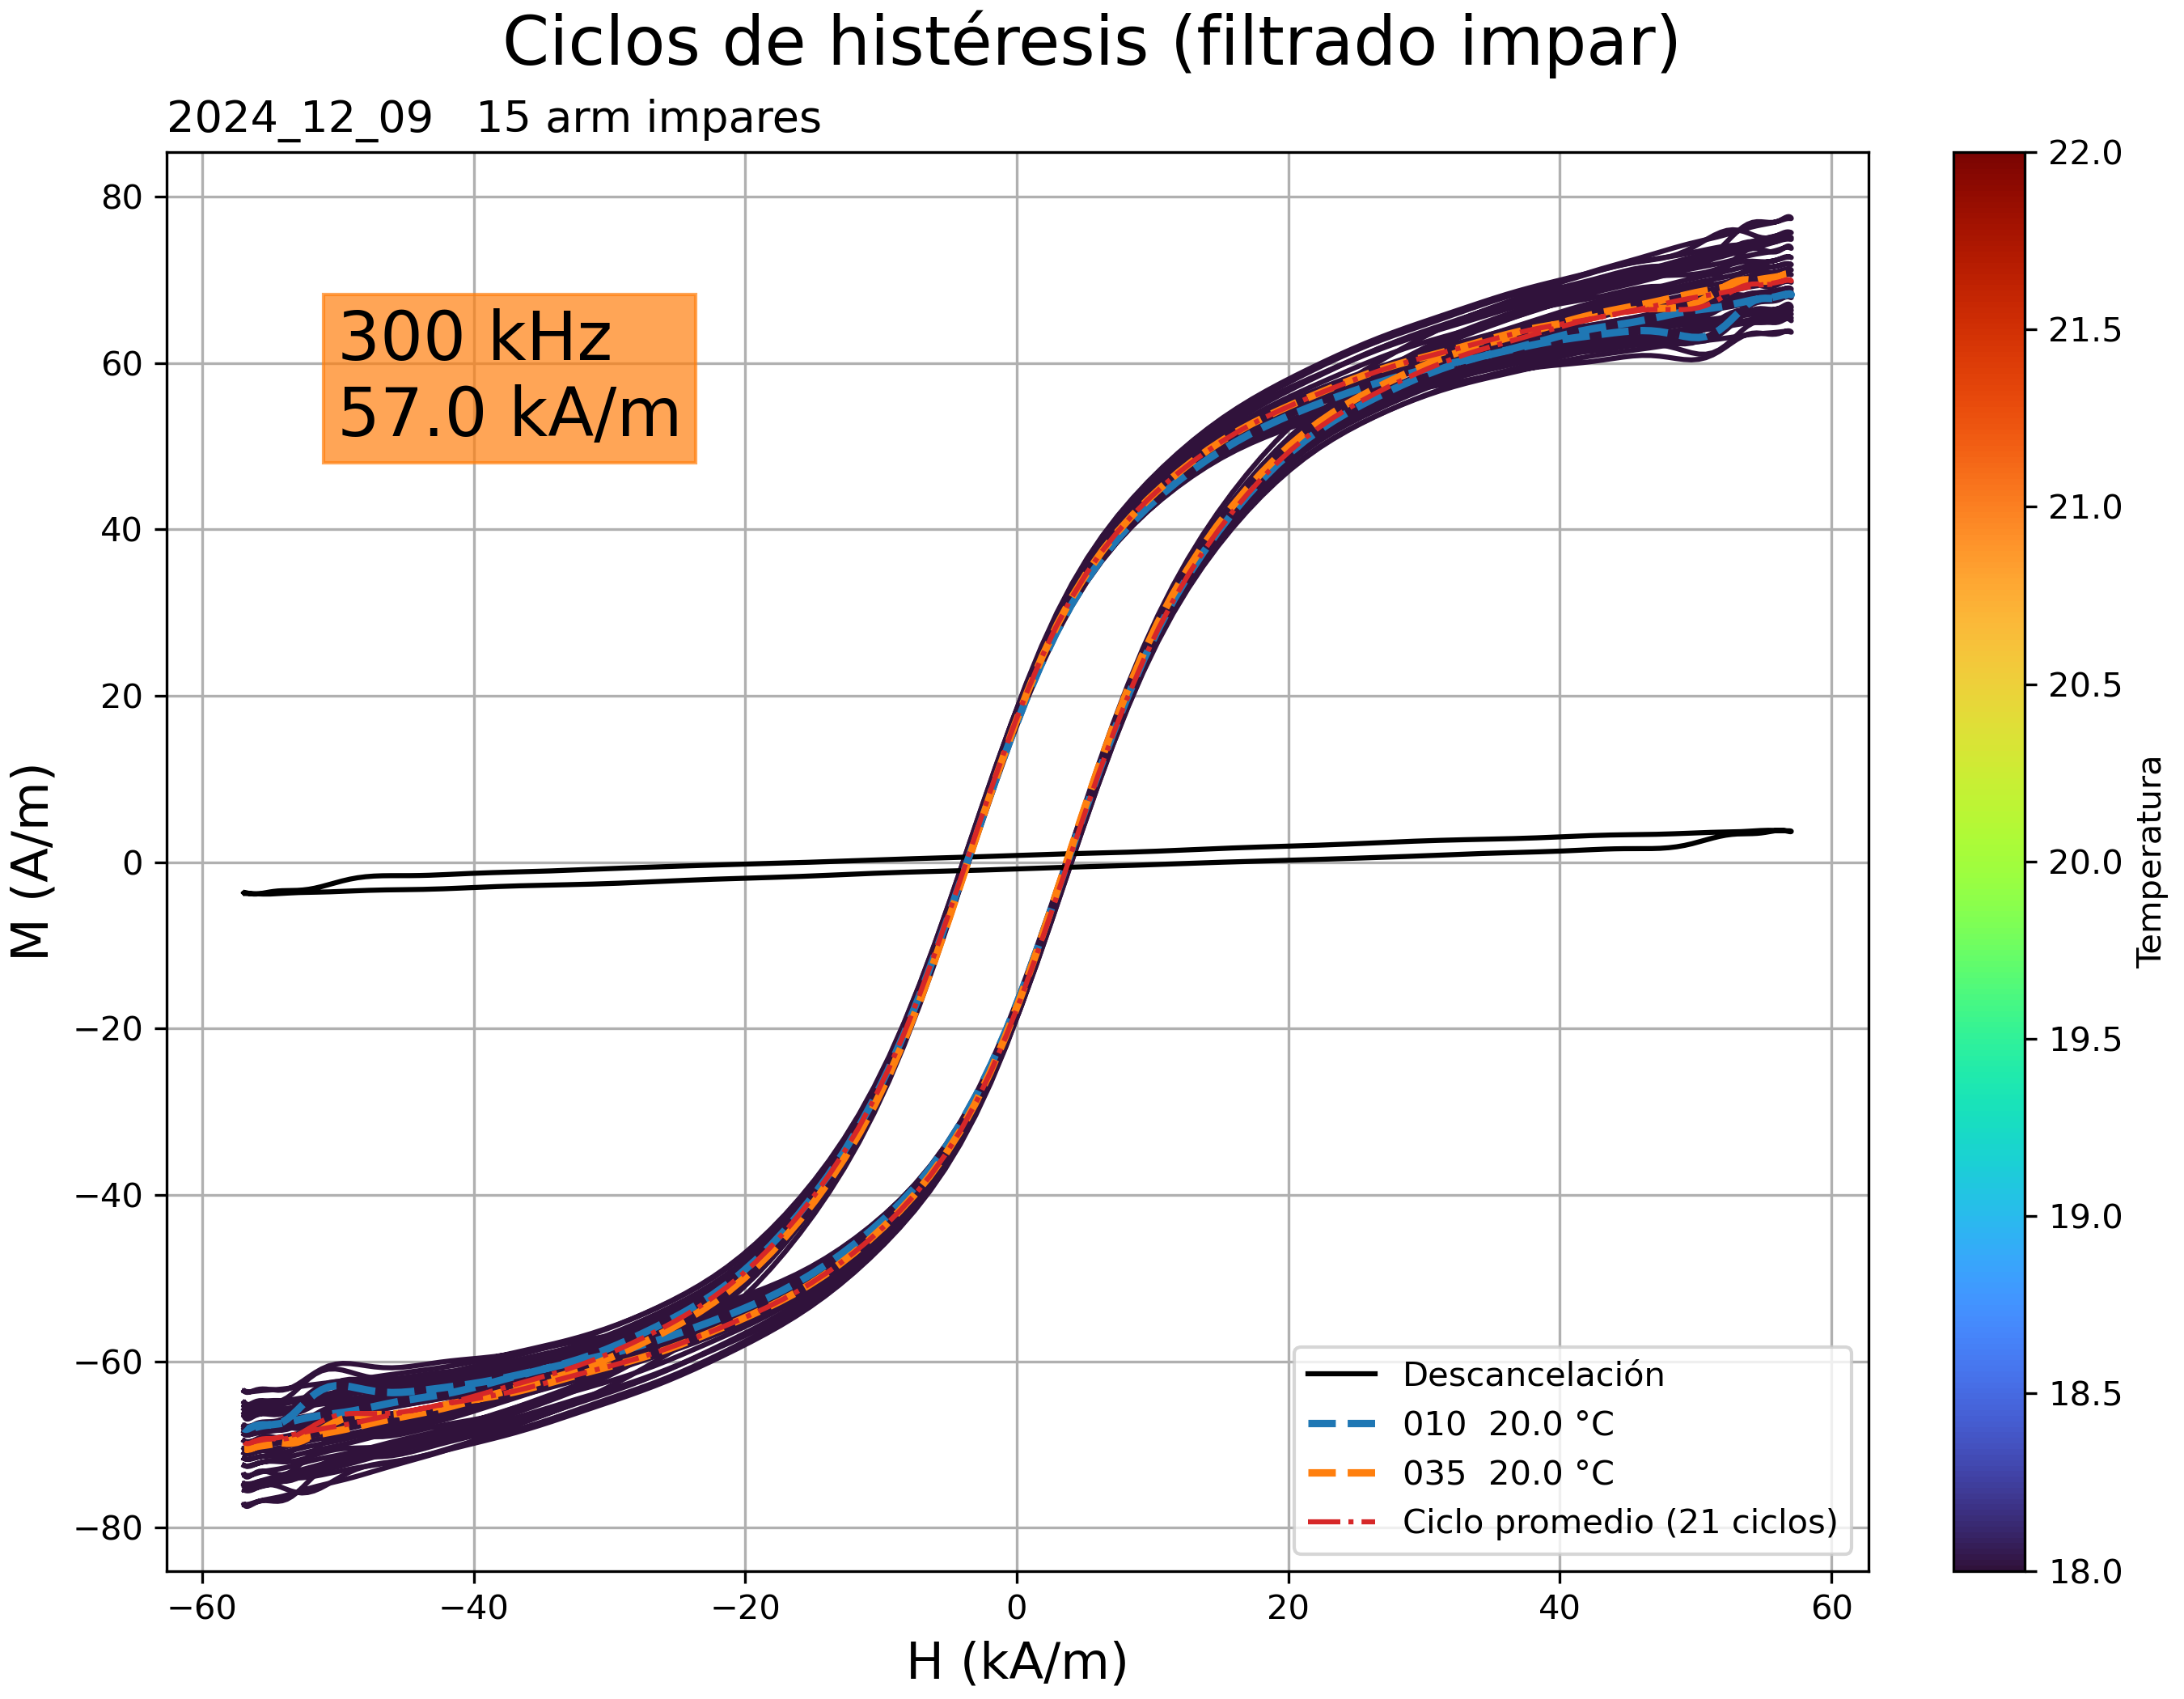 Ciclos de histéresis (filtrado impar)
2024_12_09   15 arm impares
300 kHz
57.0 kA/m
80
60
40
20
0
−20
−40
−60
−80
M (A/m)
−60
−40
−20
0
20
40
60
H (kA/m)
Descancelación
010  20.0 °C
035  20.0 °C
Ciclo promedio (21 ciclos)
22.0
21.5
21.0
20.5
20.0
19.5
19.0
18.5
18.0
Temperatura